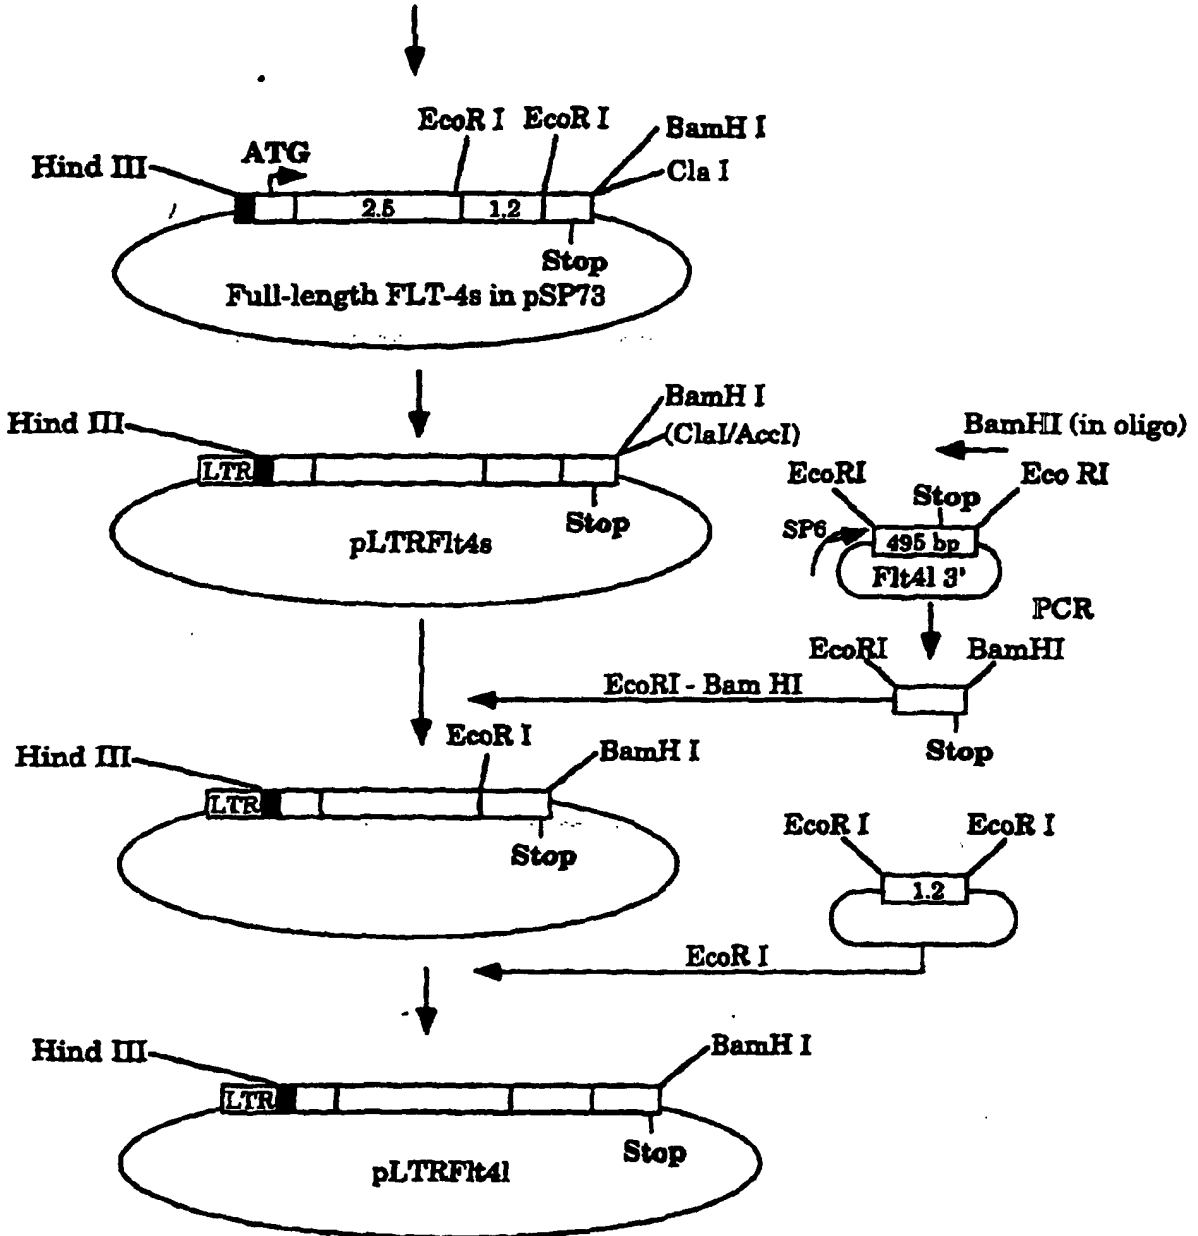 EcoR I EcoR I
BamH I
Hind III
ATG
Cla I
2.5
1.2
Stop
Full-length FLT-4s in pSP73
BamH I
Hind III
(ClaI/AccI)
LTR
Stop
pLTRFlt4s
BamHI (in oligo)
EcoRI
Eco RI
Stop
SP6
495 bp
Flt4l 3'
PCR
EcoRI
BamHI
EcoRI - Bam HI
Stop
EcoR I
Hind III
BamH I
LTR
Stop
EcoR I
EcoR I
1.2
EcoR I
Hind III
BamH I
LTR
Stop
pLTRFlt4l